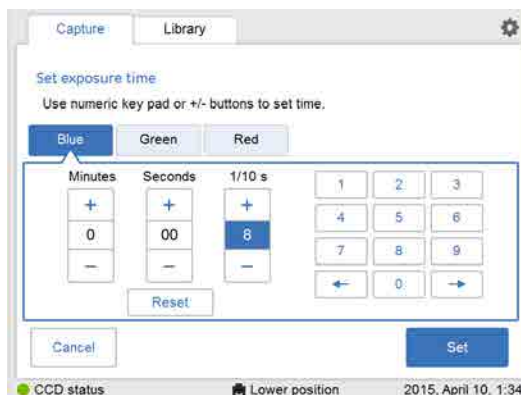 Capture Library
Set exposure time
Use numeric key pad or +/- buttons to set time.
Blue Green Red
Minutes Seconds 1/10 s
+ + +
0 00 8
− − −
Reset
1 2 3
4 5 6
7 8 9
← 0 →
Cancel Set
CCD status Lower position 2015, April 10, 1:34